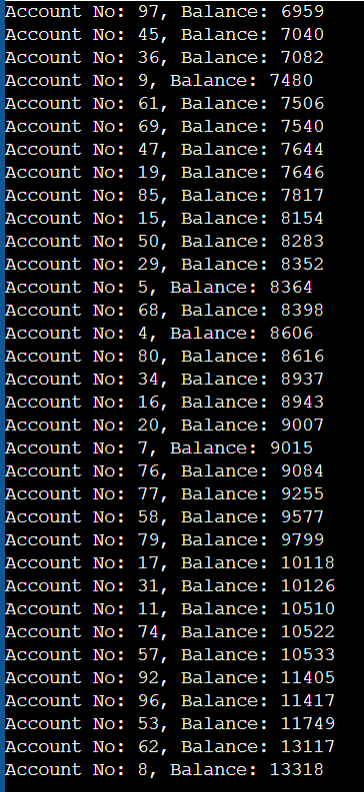 Account No: 97, Balance: 6959
Account No: 45, Balance: 7040
Account No: 36, Balance: 7082
Account No: 9, Balance: 7480
Account No: 61, Balance: 7506
Account No: 69, Balance: 7540
Account No: 47, Balance: 7644
Account No: 19, Balance: 7646
Account No: 85, Balance: 7817
Account No: 15, Balance: 8154
Account No: 50, Balance: 8283
Account No: 29, Balance: 8352
Account No: 5, Balance: 8364
Account No: 68, Balance: 8398
Account No: 4, Balance: 8606
Account No: 80, Balance: 8616
Account No: 34, Balance: 8937
Account No: 16, Balance: 8943
Account No: 20, Balance: 9007
Account No: 7, Balance: 9015
Account No: 76, Balance: 9084
Account No: 77, Balance: 9255
Account No: 58, Balance: 9577
Account No: 79, Balance: 9799
Account No: 17, Balance: 10118
Account No: 31, Balance: 10126
Account No: 11, Balance: 10510
Account No: 74, Balance: 10522
Account No: 57, Balance: 10533
Account No: 92, Balance: 11405
Account No: 96, Balance: 11417
Account No: 53, Balance: 11749
Account No: 62, Balance: 13117
Account No: 8, Balance: 13318